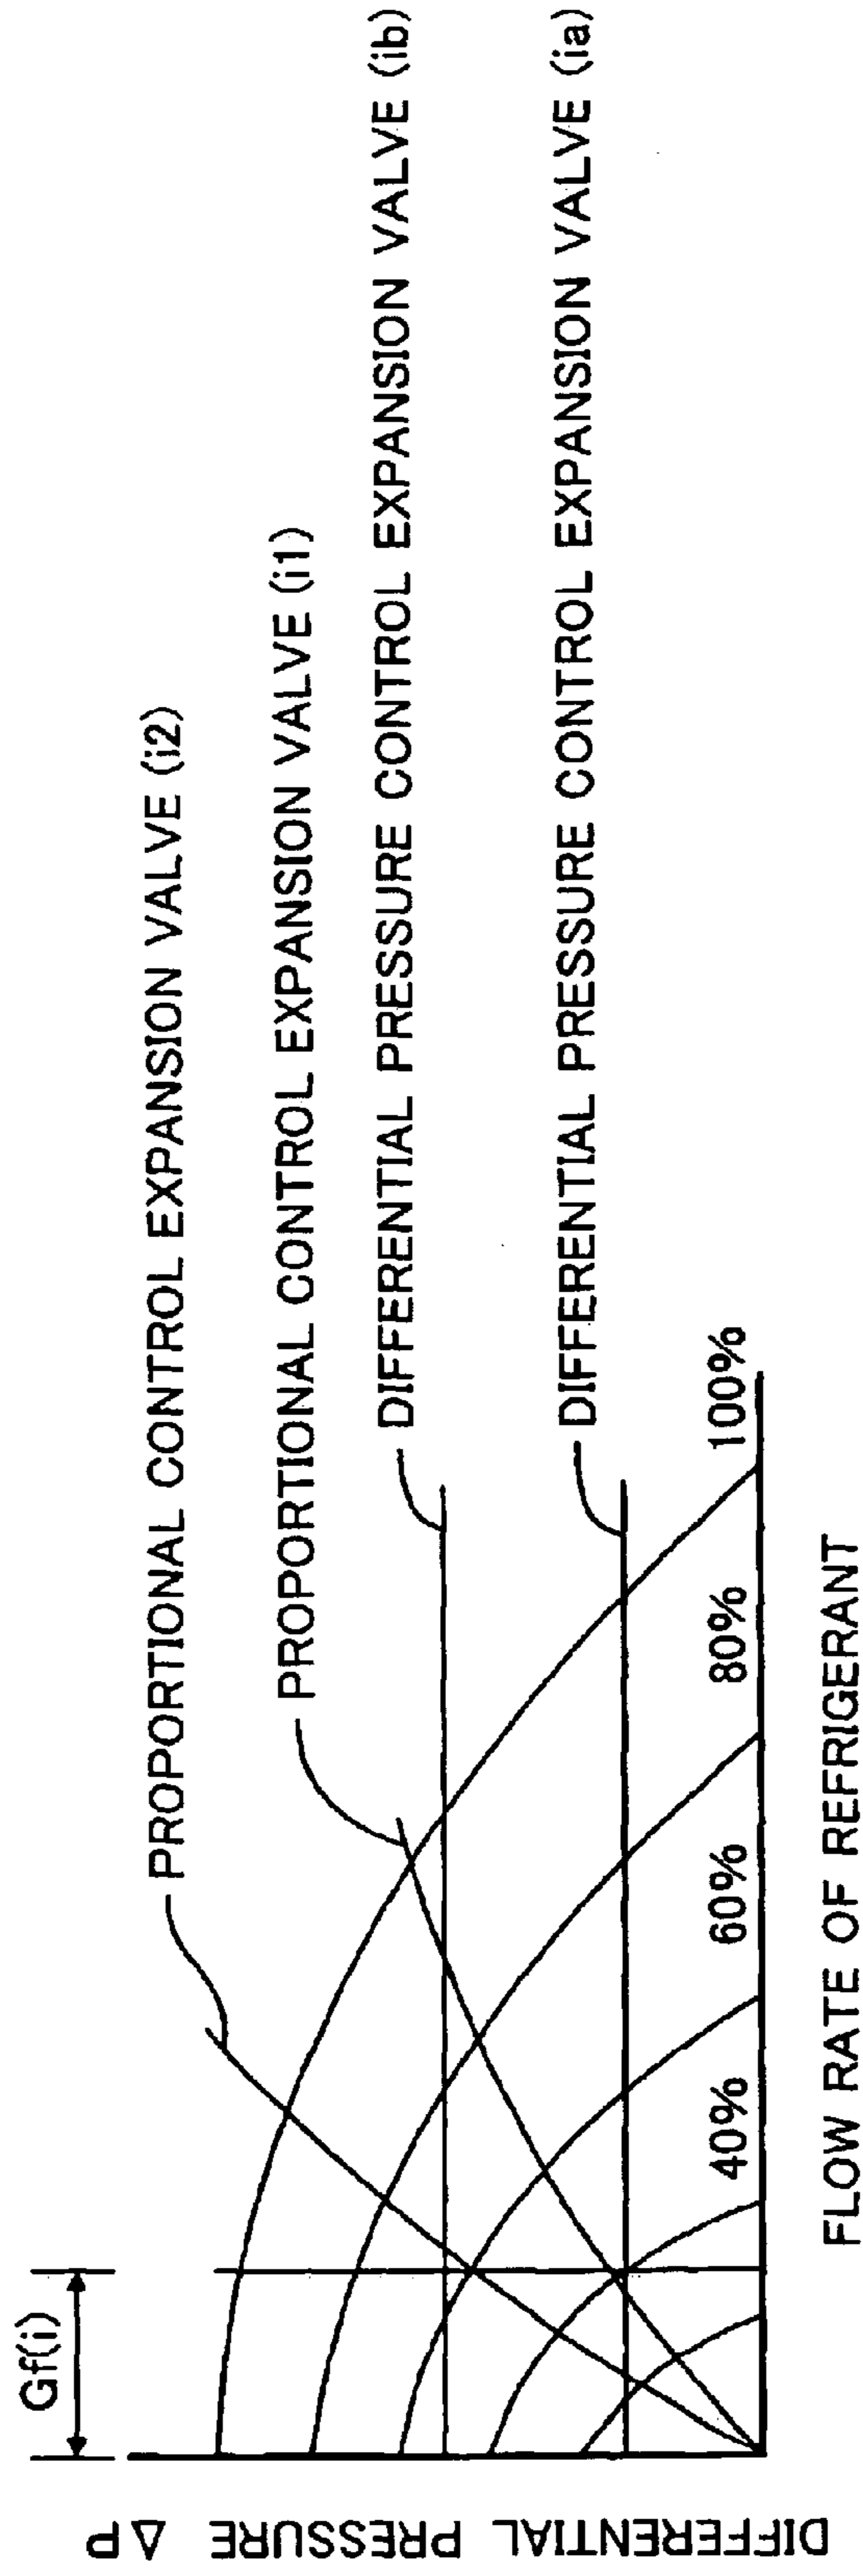 Gf(i)
PROPORTIONAL CONTROL EXPANSION VALVE (i2)
PROPORTIONAL CONTROL EXPANSION VALVE (i1)
DIFFERENTIAL PRESSURE CONTROL EXPANSION VALVE (ib)
DIFFERENTIAL PRESSURE CONTROL EXPANSION VALVE (ia)
DIFFERENTIAL PRESSURE ΔP
40%
60%
80%
100%
FLOW RATE OF REFRIGERANT